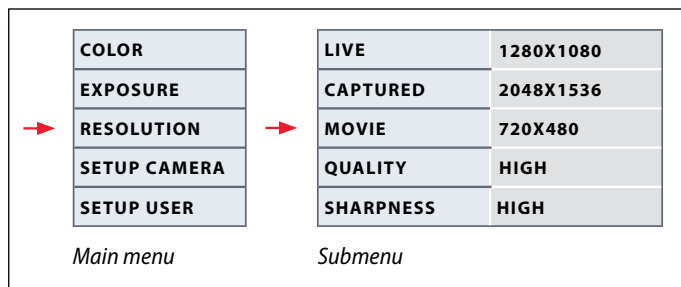 COLOR
EXPOSURE
RESOLUTION
SETUP CAMERA
SETUP USER
Main menu
LIVE 1280X1080
CAPTURED 2048X1536
MOVIE 720X480
QUALITY HIGH
SHARPNESS HIGH
Submenu